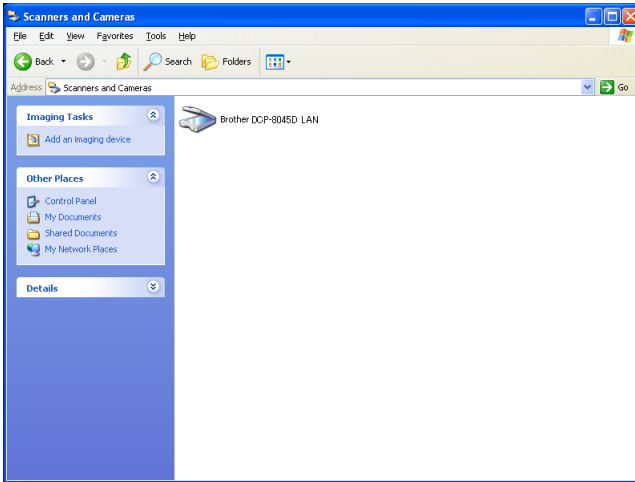 Scanners and Cameras
File Edit View Favorites Tools Help
Back Search Folders
Address Scanners and Cameras Go
Imaging Tasks
Add an imaging device
Other Places
Control Panel
My Documents
Shared Documents
My Network Places
Details
Brother DCP-8045D LAN